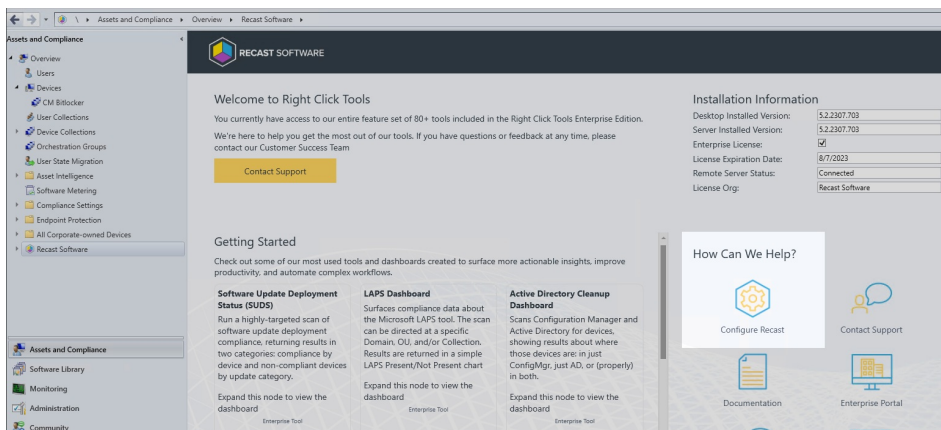 \ Assets and Compliance Overview Recast Software
Assets and Compliance
Overview
Users
Devices
CM Bitlocker
User Collections
Device Collections
Orchestration Groups
User State Migration
Asset Intelligence
Software Metering
Compliance Settings
Endpoint Protection
All Corporate-owned Devices
Recast Software
Assets and Compliance
Software Library
Monitoring
Administration
Community
RECAST SOFTWARE
Welcome to Right Click Tools
You currently have access to our entire feature set of 80+ tools included in the Right Click Tools Enterprise Edition.
We're here to help you get the most out of our tools. If you have questions or feedback at any time, please
contact our Customer Success Team
Contact Support
Installation Information
Desktop Installed Version: 5.2.2307.703
Server Installed Version: 5.2.2307.703
Enterprise License:
License Expiration Date: 8/7/2023
Remote Server Status: Connected
License Org: Recast Software
Getting Started
Check out some of our most used tools and dashboards created to surface more actionable insights, improve
productivity, and automate complex workflows.
Software Update Deployment
Status (SUDS)
Run a highly-targeted scan of
software update deployment
compliance, returning results in
two categories: compliance by
device and non-compliant devices
by update category.
Expand this node to view the
dashboard
Enterprise Tool
LAPS Dashboard
Surfaces compliance data about
the Microsoft LAPS tool. The scan
can be directed at a specific
Domain, OU, and/or Collection.
Results are returned in a simple
LAPS Present/Not Present chart
Expand this node to view the
dashboard
Enterprise Tool
Active Directory Cleanup
Dashboard
Scans Configuration Manager and
Active Directory for devices,
showing results about where
those devices are: in just
ConfigMgr, just AD, or (properly)
in both.
Expand this node to view the
dashboard
Enterprise Tool
How Can We Help?
Configure Recast
Contact Support
Documentation
Enterprise Portal